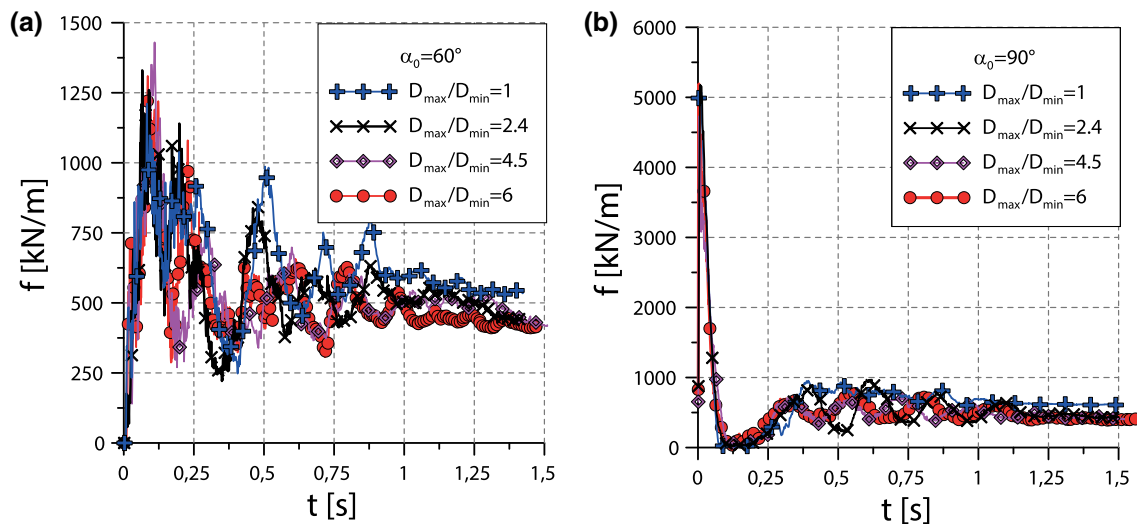 (a)
f [kN/m]
1500
1250
1000
750
500
250
0
0
0,25
0,5
0,75
1
1,25
1,5
t [s]
α0=60°
Dmax/Dmin=1
Dmax/Dmin=2.4
Dmax/Dmin=4.5
Dmax/Dmin=6
(b)
f [kN/m]
6000
5000
4000
3000
2000
1000
0
0
0,25
0,5
0,75
1
1,25
1,5
t [s]
α0=90°
Dmax/Dmin=1
Dmax/Dmin=2.4
Dmax/Dmin=4.5
Dmax/Dmin=6